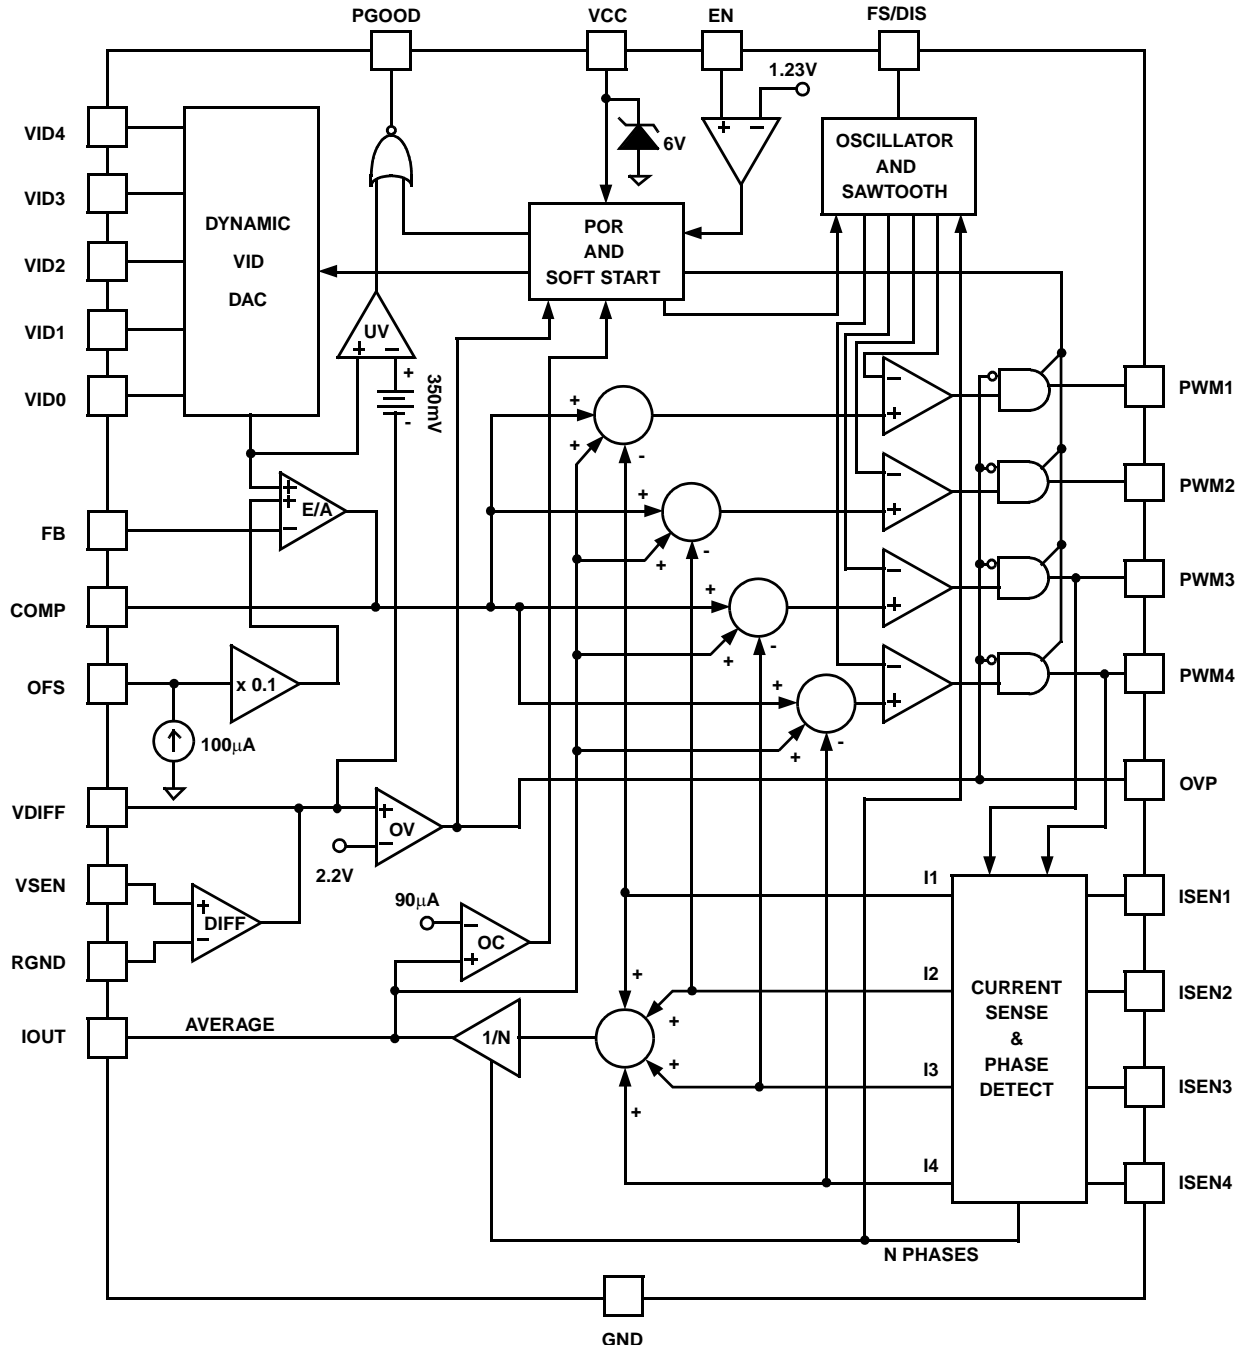 PGOOD
VCC
EN
FS/DIS
1.23V
VID4
VID3
VID2
VID1
VID0
DYNAMIC
VID
DAC
6V
+ −
OSCILLATOR
AND
SAWTOOTH
POR
AND
SOFT START
UV
+ −
+
350mV
-
+
+
-
− +
PWM1
+
+
E/A
−
FB
+
+
-
− +
PWM2
COMP
+
+
-
− +
PWM3
OFS
x 0.1
100μA
+
+
-
− +
PWM4
VDIFF
+
OV
−
2.2V
OVP
VSEN
+
DIFF
−
RGND
90μA
−
OC
+
I1
I2
I3
I4
CURRENT
SENSE
&
PHASE
DETECT
ISEN1
ISEN2
ISEN3
ISEN4
IOUT
AVERAGE
1/N
+
+
+
+
N PHASES
GND